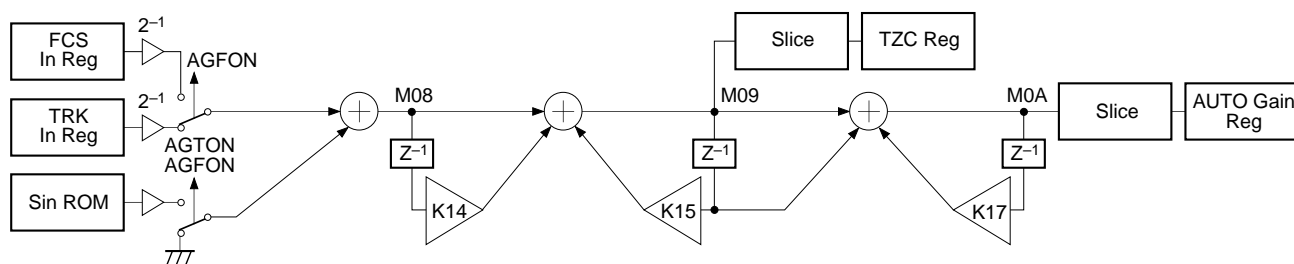 2–1
FCS
In Reg
AGFON
2–1
TRK
In Reg
AGTON
AGFON
Sin ROM
M08
Z–1
K14
K15
Z–1
M09
Slice
TZC Reg
M0A
Z–1
K17
Slice
AUTO Gain
Reg